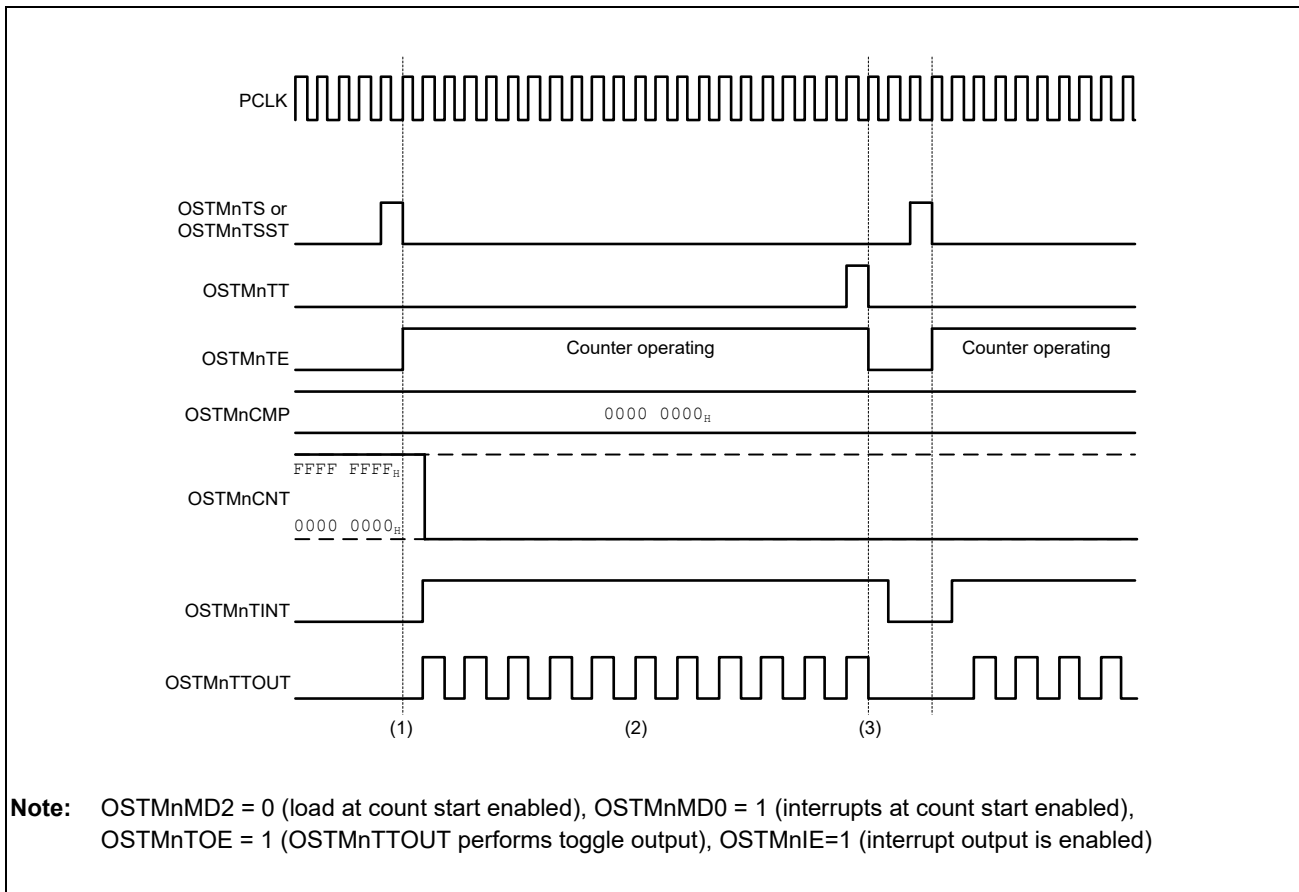 PCLK
OSTMnTS or
OSTMnTSST
OSTMnTT
OSTMnTE
Counter operating
Counter operating
OSTMnCMP
0000 0000H
FFFF FFFFH
OSTMnCNT
0000 0000H
OSTMnTINT
OSTMnTTOUT
(1) (2) (3)
Note: OSTMnMD2 = 0 (load at count start enabled), OSTMnMD0 = 1 (interrupts at count start enabled),
OSTMnTOE = 1 (OSTMnTTOUT performs toggle output), OSTMnIE=1 (interrupt output is enabled)